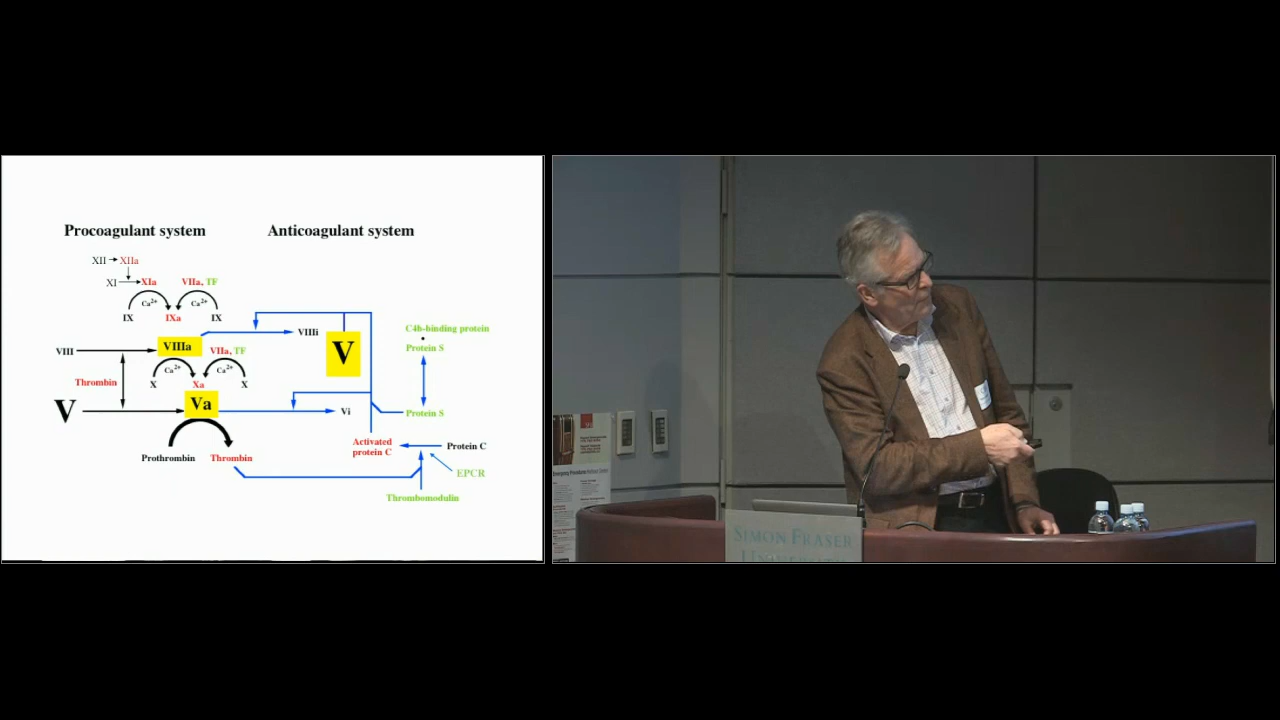 Procoagulant system
Anticoagulant system
XII XIIa
XI XIa VIIa, TF
Ca2+ Ca2+
IX IXa IX
VIIIi
VIII VIIIa VIIa, TF
Ca2+ Ca2+
Thrombin X Xa X
V Va Vi
Prothrombin Thrombin
V
C4b-binding protein
Protein S
Protein S
Activated
protein C
Protein C
EPCR
Thrombomodulin
SIMON FRASER
UNIVERSITY